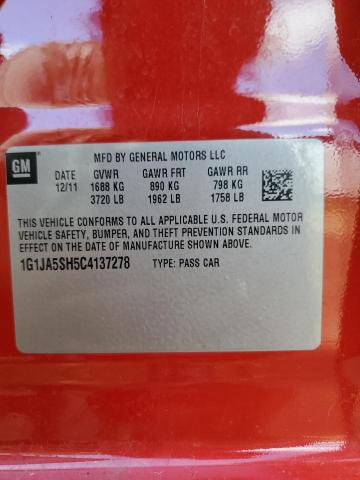 GM
MFD BY GENERAL MOTORS LLC
DATE GVWR GAWR FRT GAWR RR
12/11 1688 KG 890 KG 798 KG
3720 LB 1962 LB 1758 LB
THIS VEHICLE CONFORMS TO ALL APPLICABLE U.S. FEDERAL MOTOR
VEHICLE SAFETY, BUMPER, AND THEFT PREVENTION STANDARDS
IN EFFECT ON THE DATE OF MANUFACTURE SHOWN ABOVE.
1G1JA5SH5C4137278 TYPE: PASS CAR